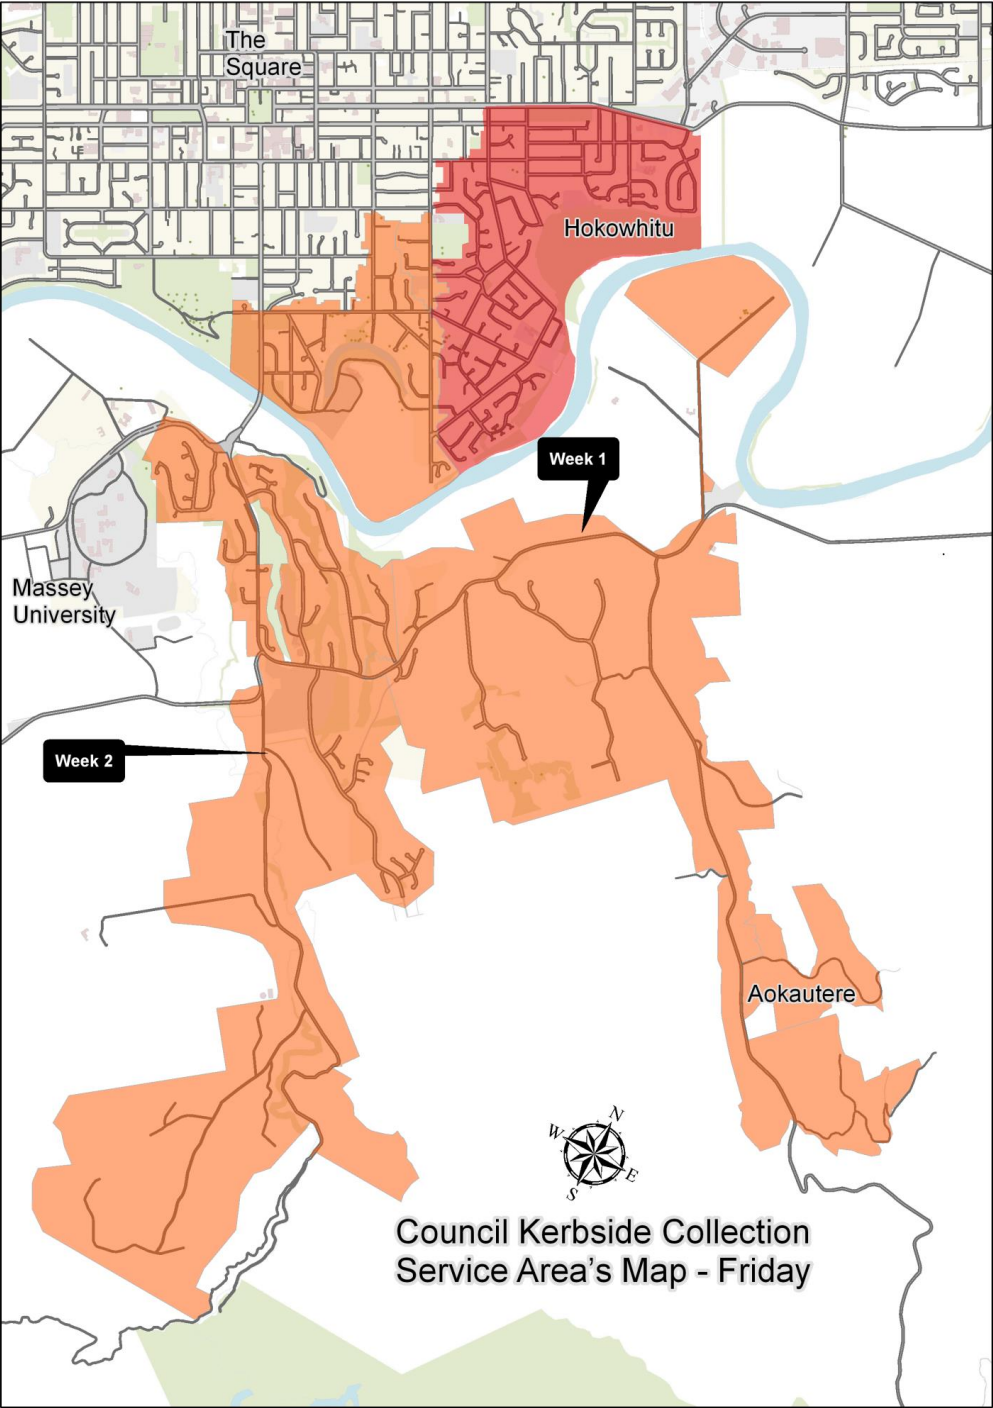 The
Square
Hokowhitu
Week 1
Massey
University
Week 2
Aokautere
N
W
E
S
Council Kerbside Collection
Service Area's Map - Friday